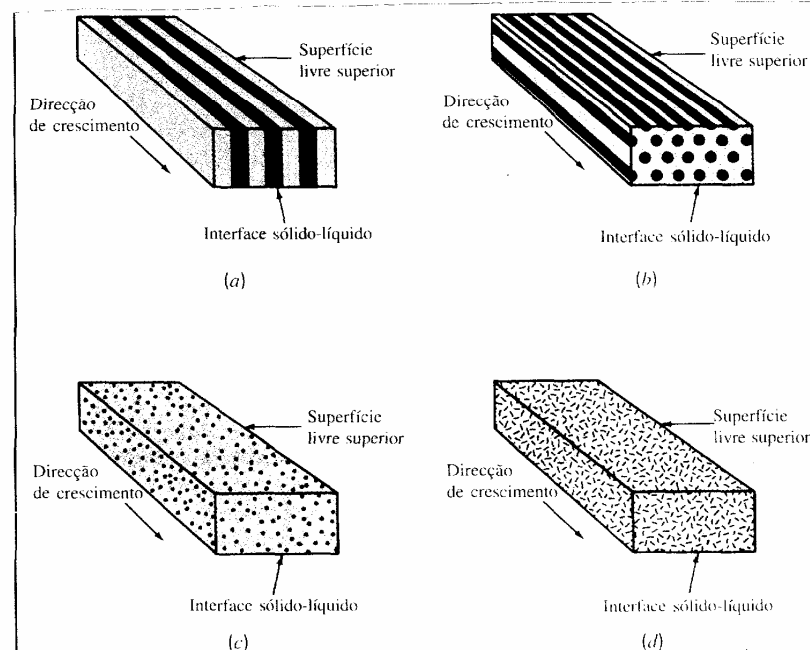 Superfície
livre superior
Direcção
de crescimento
Interface sólido-líquido
(a)
Superfície
livre superior
Direcção
de crescimento
Interface sólido-líquido
(b)
Superfície
livre superior
Direcção
de crescimento
Interface sólido-líquido
(c)
Superfície
livre superior
Direcção
de crescimento
Interface sólido-líquido
(d)